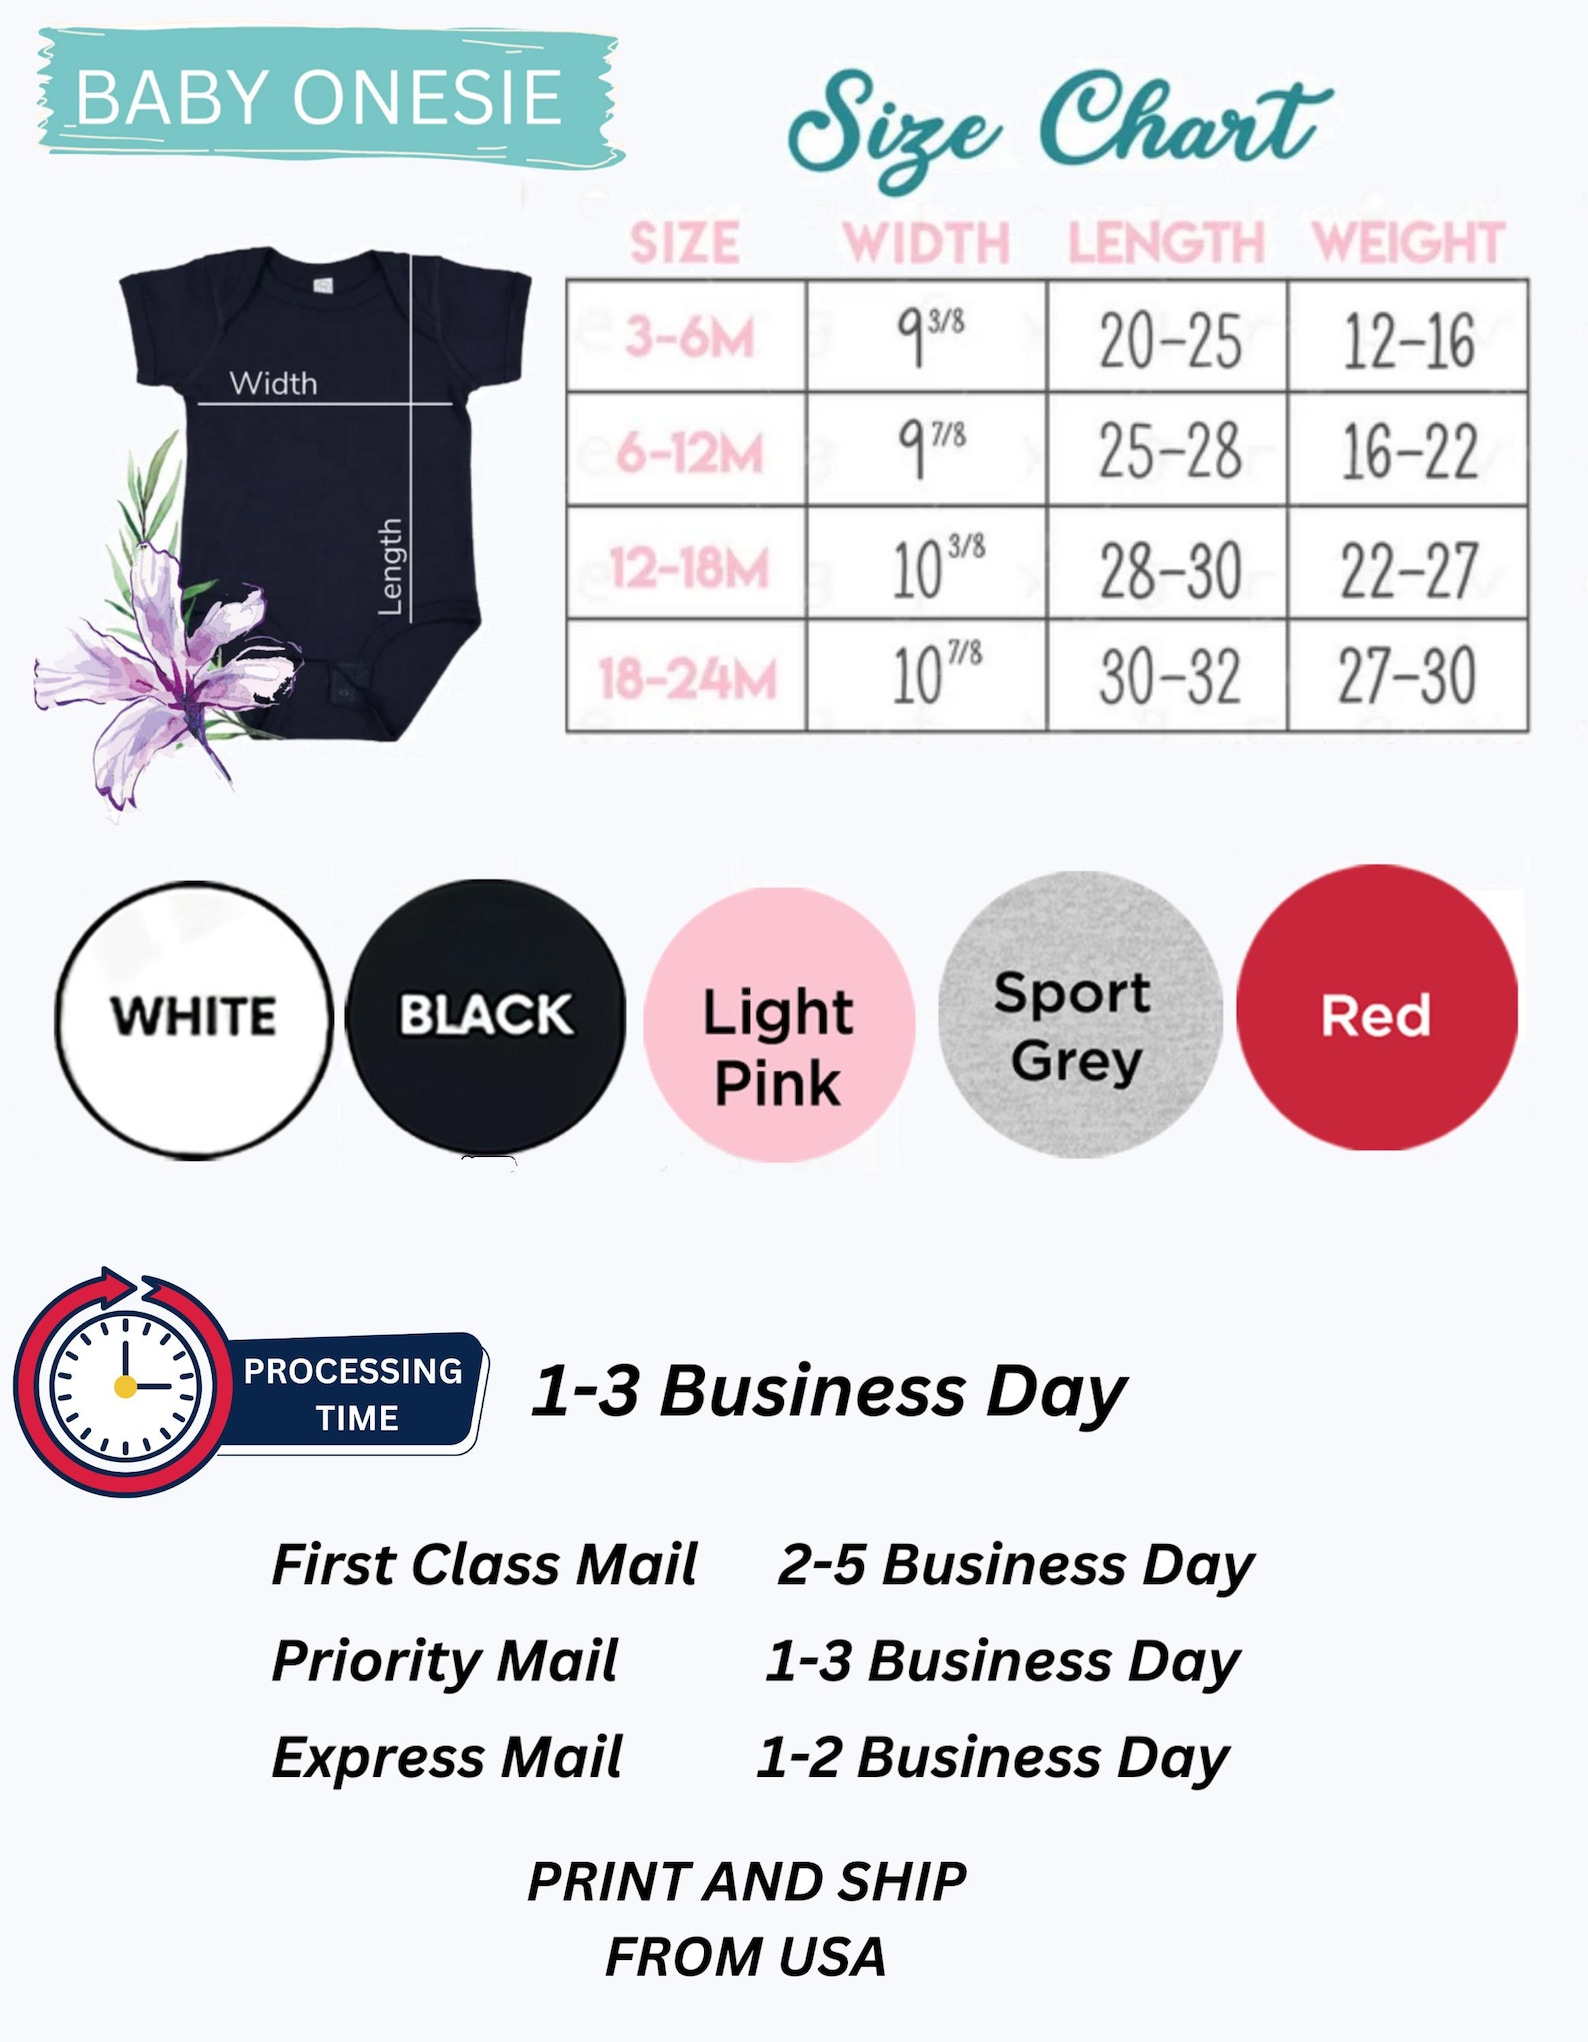 BABY ONESIE
Size Chart
SIZE WIDTH LENGTH WEIGHT
3-6M 9 3/8 20-25 12-16
6-12M 9 7/8 25-28 16-22
12-18M 10 3/8 28-30 22-27
18-24M 10 7/8 30-32 27-30
Width
Length
WHITE
BLACK
Light
Pink
Sport
Grey
Red
PROCESSING
TIME
1-3 Business Day
First Class Mail 2-5 Business Day
Priority Mail 1-3 Business Day
Express Mail 1-2 Business Day
PRINT AND SHIP
FROM USA